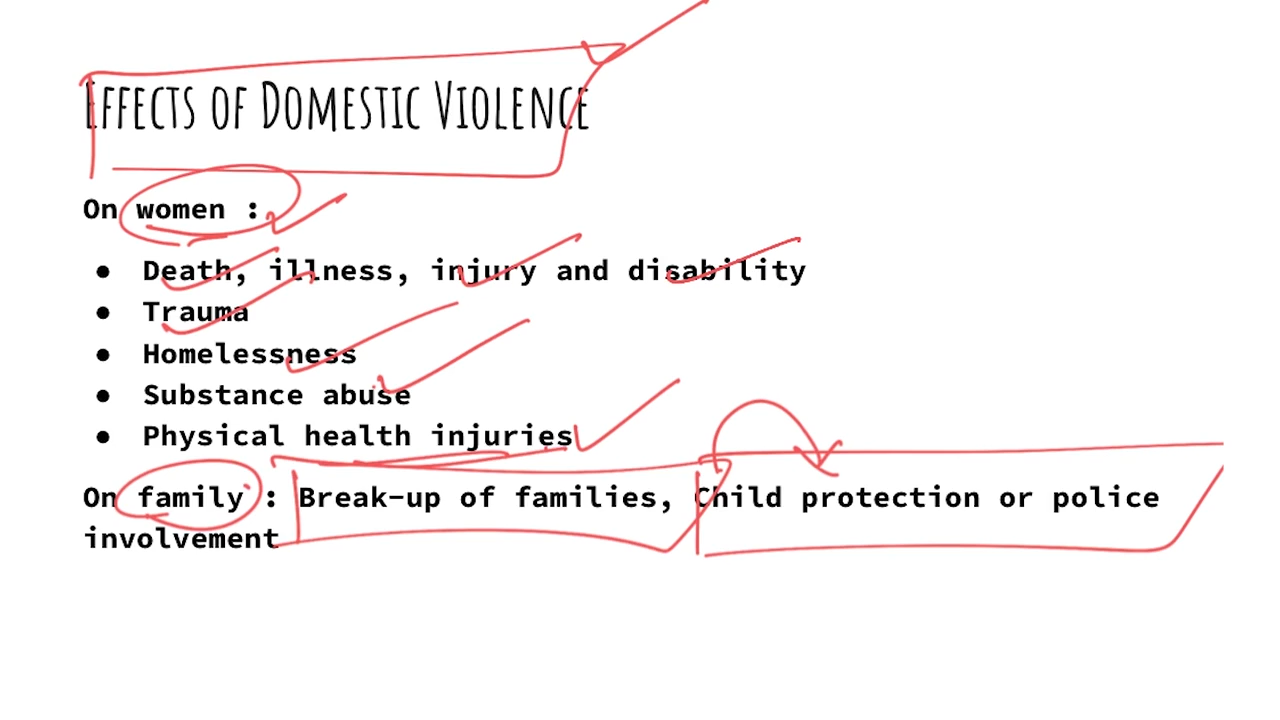 Effects of Domestic Violence
On women :
● Death, illness, injury and disability
● Trauma
● Homelessness
● Substance abuse
● Physical health injuries
On family : Break-up of families, Child protection or police
involvement